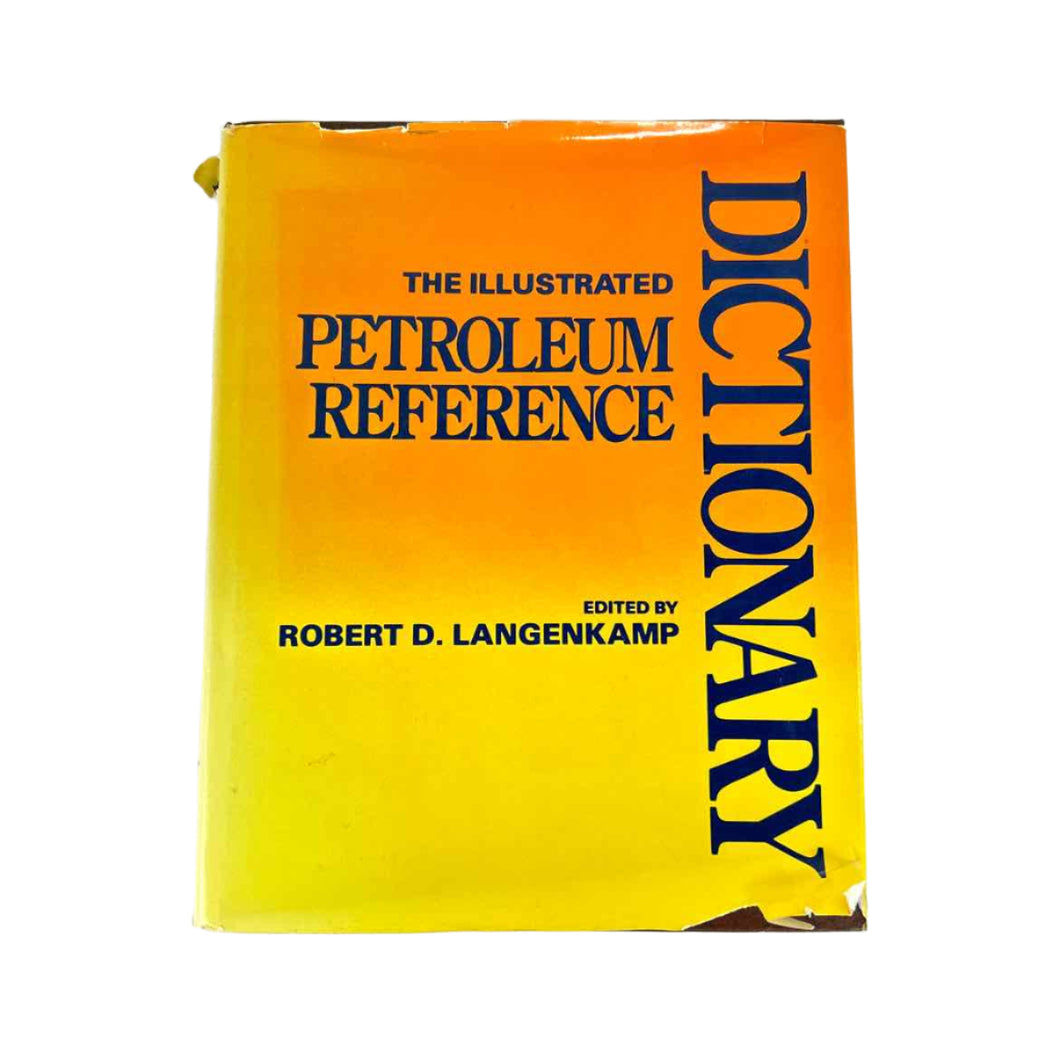 THE ILLUSTRATED
PETROLEUM
REFERENCE
DICTIONARY
EDITED BY
ROBERT D. LANGENKAMP